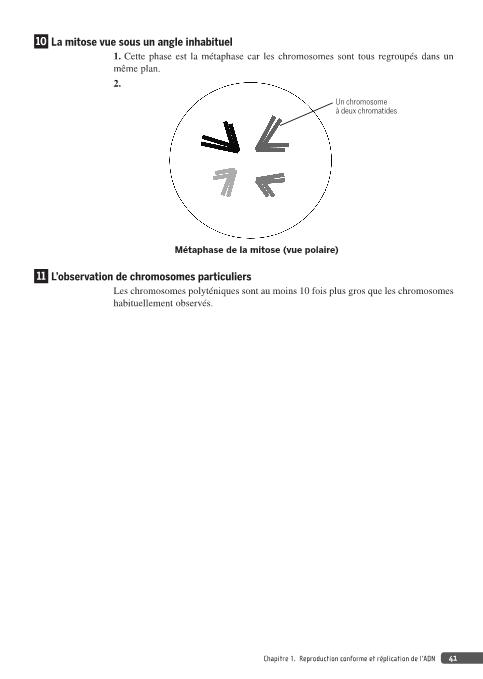 10 La mitose vue sous un angle inhabituel
1. Cette phase est la métaphase car les chromosomes sont tous regroupés dans un
même plan.
2.
Un chromosome
à deux chromatides
Métaphase de la mitose (vue polaire)
11 L'observation de chromosomes particuliers
Les chromosomes polyténiques sont au moins 10 fois plus gros que les chromosomes
habituellement observés.
Chapitre 1. Reproduction conforme et réplication de l'ADN 41